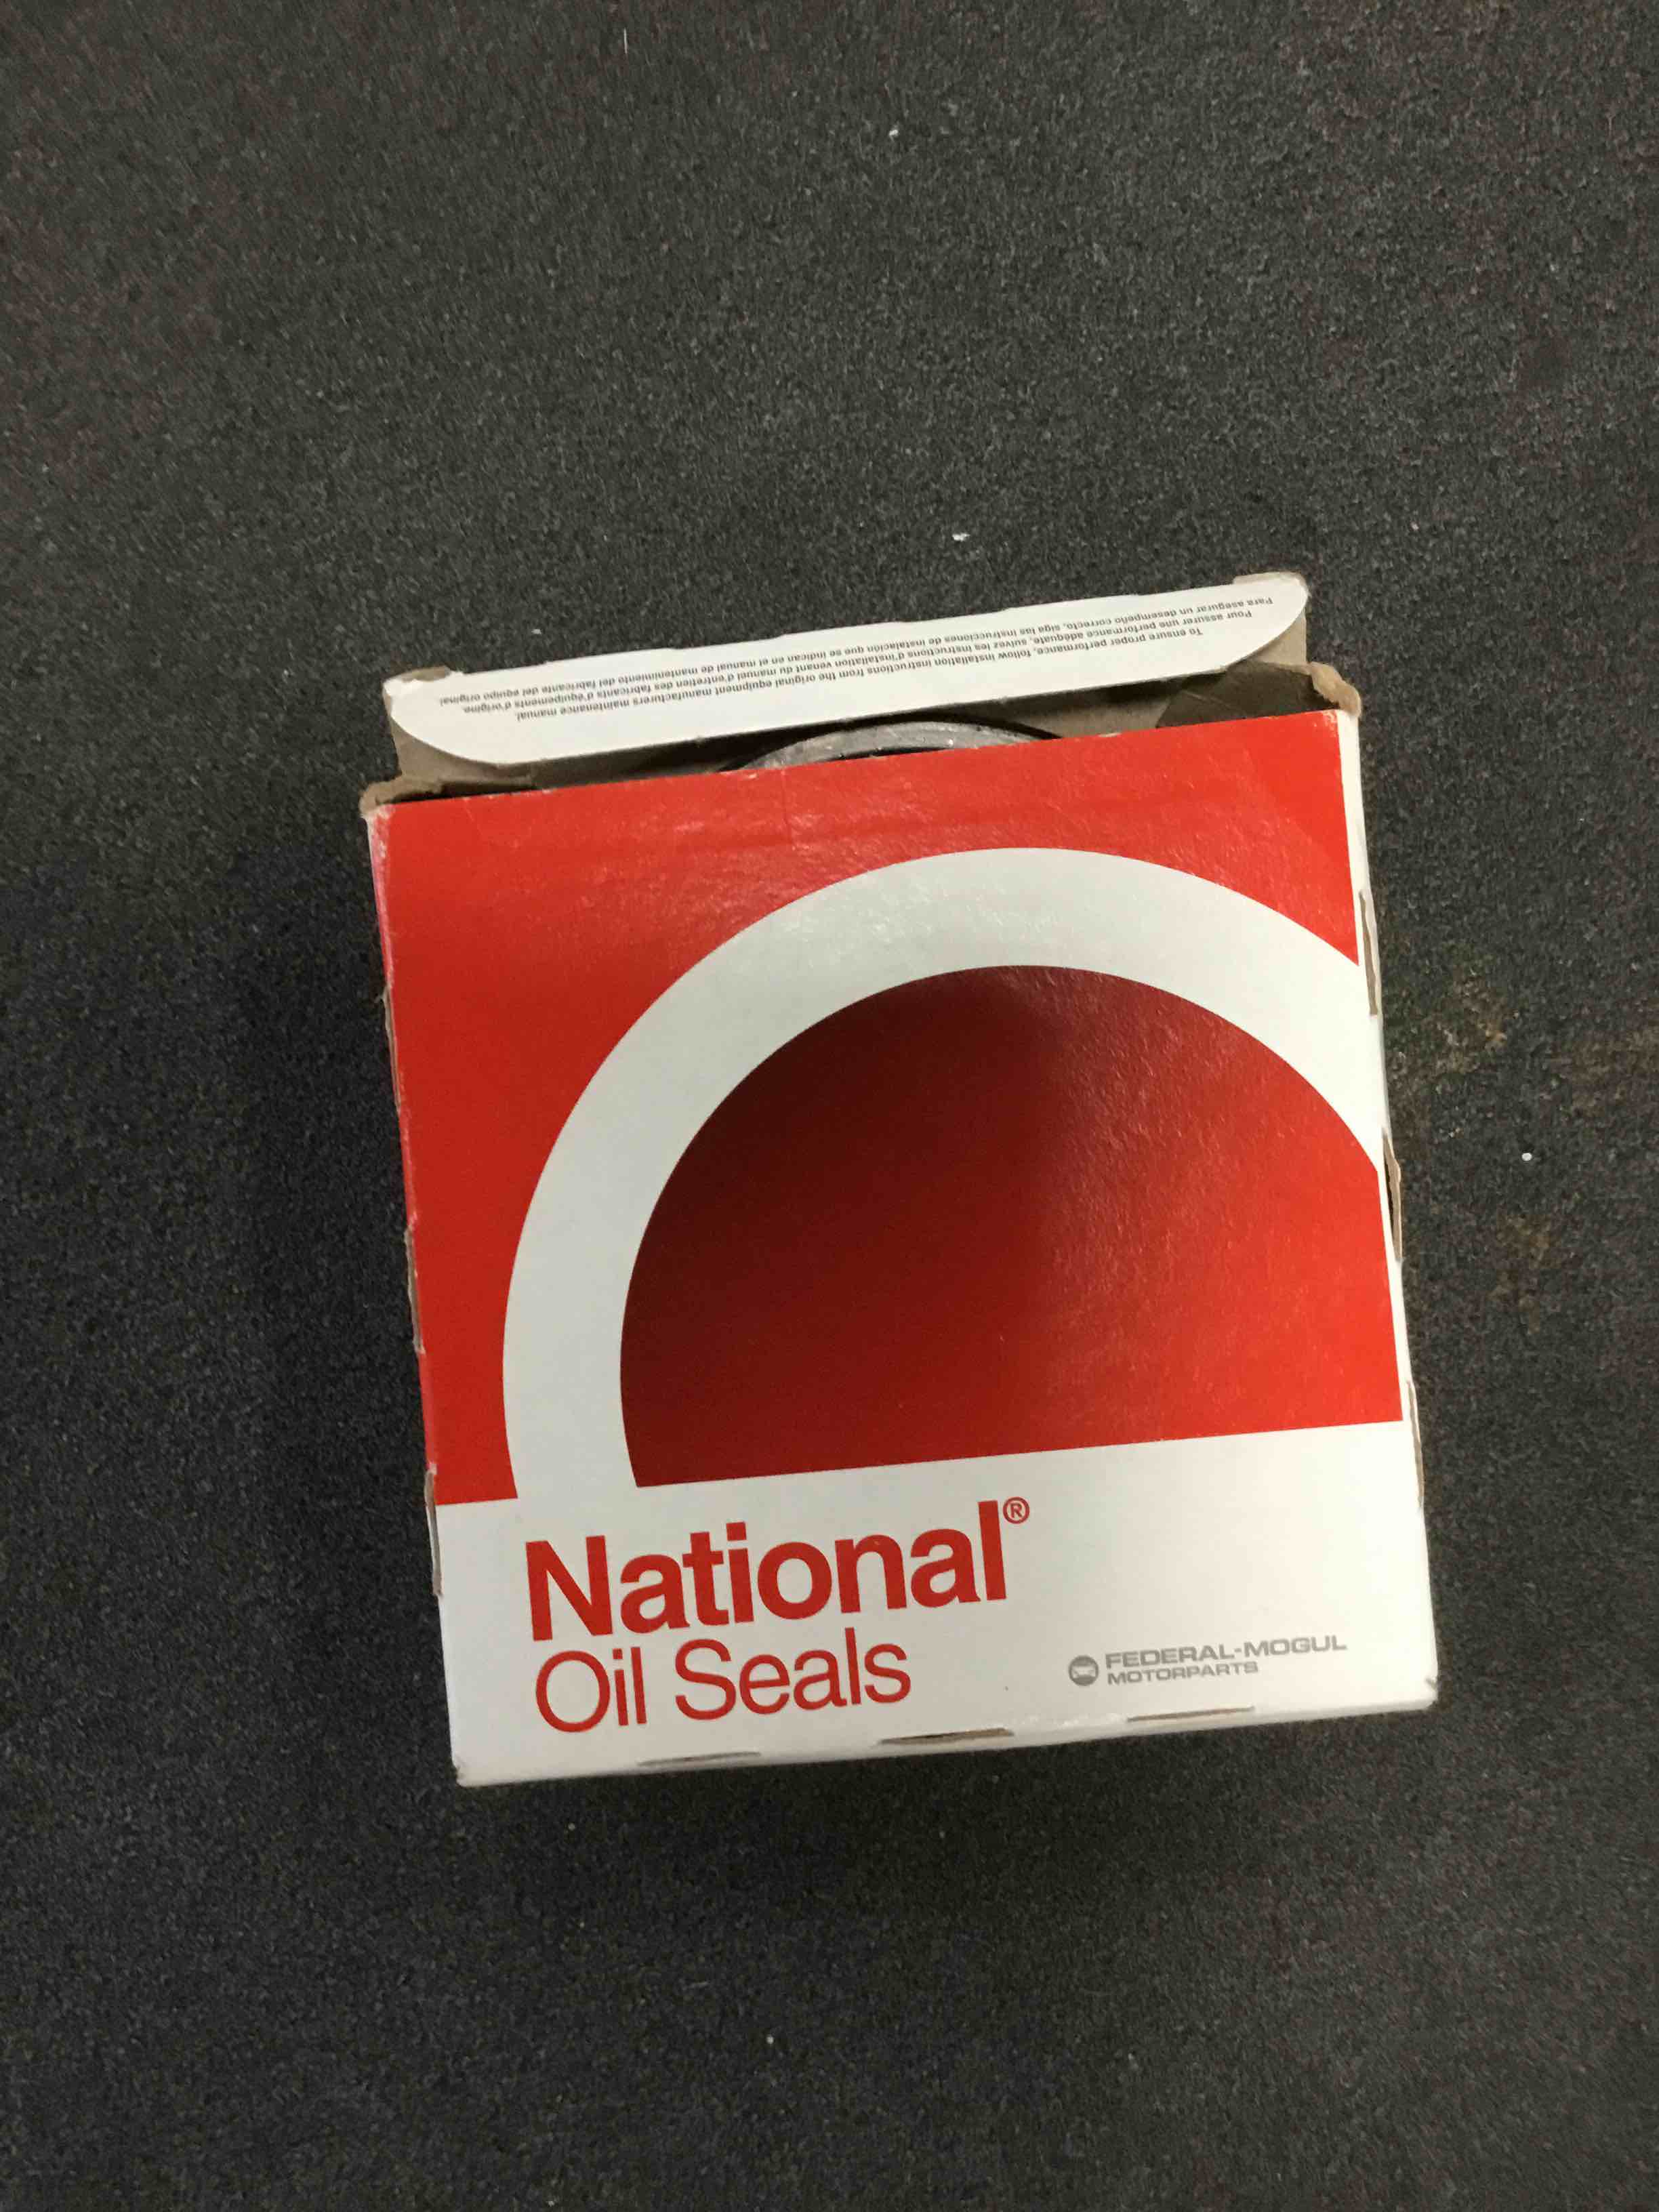 To ensure proper performance, follow installation instructions from the original equipment manufacturers maintenance manual.
Pour assurer une performance adéquate, suivez les instructions d'installation venant du manuel d'entretien des fabricants d'équipements d'origine.
Para asegurar un desempeño correcto, siga las instrucciones de instalación que se indican en el manual de mantenimiento del fabricante del equipo original.
National®
Oil Seals
FEDERAL-MOGUL
MOTORPARTS